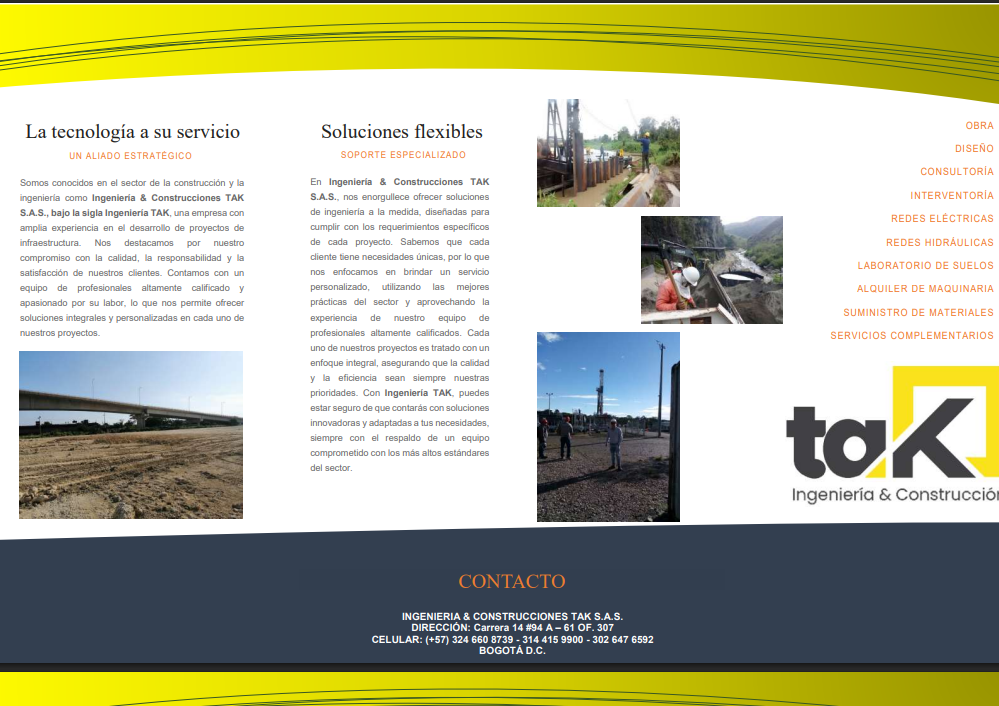 La tecnología a su servicio
UN ALIADO ESTRATÉGICO
Somos conocidos en el sector de la construcción y la
ingeniería como Ingeniería & Construcciones TAK
S.A.S., bajo la sigla Ingeniería TAK, una empresa con
amplia experiencia en el desarrollo de proyectos de
infraestructura. Nos destacamos por nuestro
compromiso con la calidad, la responsabilidad y la
satisfacción de nuestros clientes. Contamos con un
equipo de profesionales altamente calificado y
apasionado por su labor, lo que nos permite ofrecer
soluciones integrales y personalizadas en cada uno de
nuestros proyectos.
Soluciones flexibles
SOPORTE ESPECIALIZADO
En Ingeniería & Construcciones TAK
S.A.S., nos enorgullece ofrecer soluciones
de ingeniería a la medida, diseñadas para
cumplir con los requerimientos específicos
de cada proyecto. Sabemos que cada
cliente tiene necesidades únicas, por lo que
nos enfocamos en brindar un servicio
personalizado, utilizando las mejores
prácticas del sector y aprovechando la
experiencia de nuestro equipo de
profesionales altamente calificados. Cada
uno de nuestros proyectos es tratado con un
enfoque integral, asegurando que la calidad
y la eficiencia sean siempre nuestras
prioridades. Con Ingeniería TAK, puedes
estar seguro de que contarás con soluciones
innovadoras y adaptadas a tus necesidades,
siempre con el respaldo de un equipo
comprometido con los más altos estándares
del sector.
OBRA
DISEÑO
CONSULTORÍA
INTERVENTORÍA
REDES ELÉCTRICAS
REDES HIDRÁULICAS
LABORATORIO DE SUELOS
ALQUILER DE MAQUINARIA
SUMINISTRO DE MATERIALES
SERVICIOS COMPLEMENTARIOS
taK
Ingeniería & Construcción
CONTACTO
INGENIERIA & CONSTRUCCIONES TAK S.A.S.
DIRECCIÓN: Carrera 14 #94 A – 61 OF. 307
CELULAR: (+57) 324 660 8739 - 314 415 9900 - 302 647 6592
BOGOTÁ D.C.